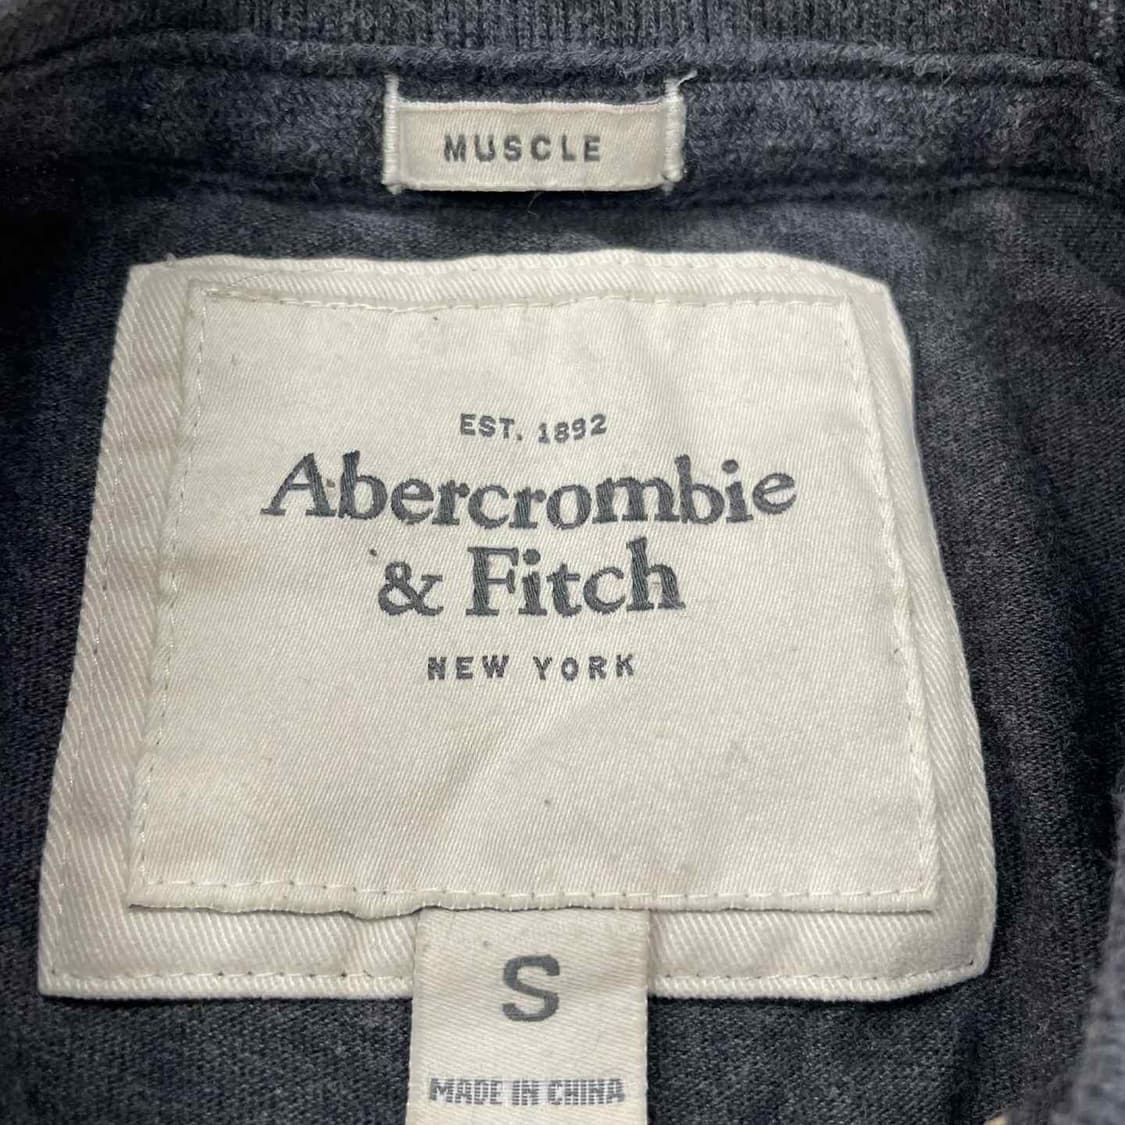 MUSCLE
EST. 1892
Abercrombie
& Fitch
NEW YORK
S
MADE IN CHINA